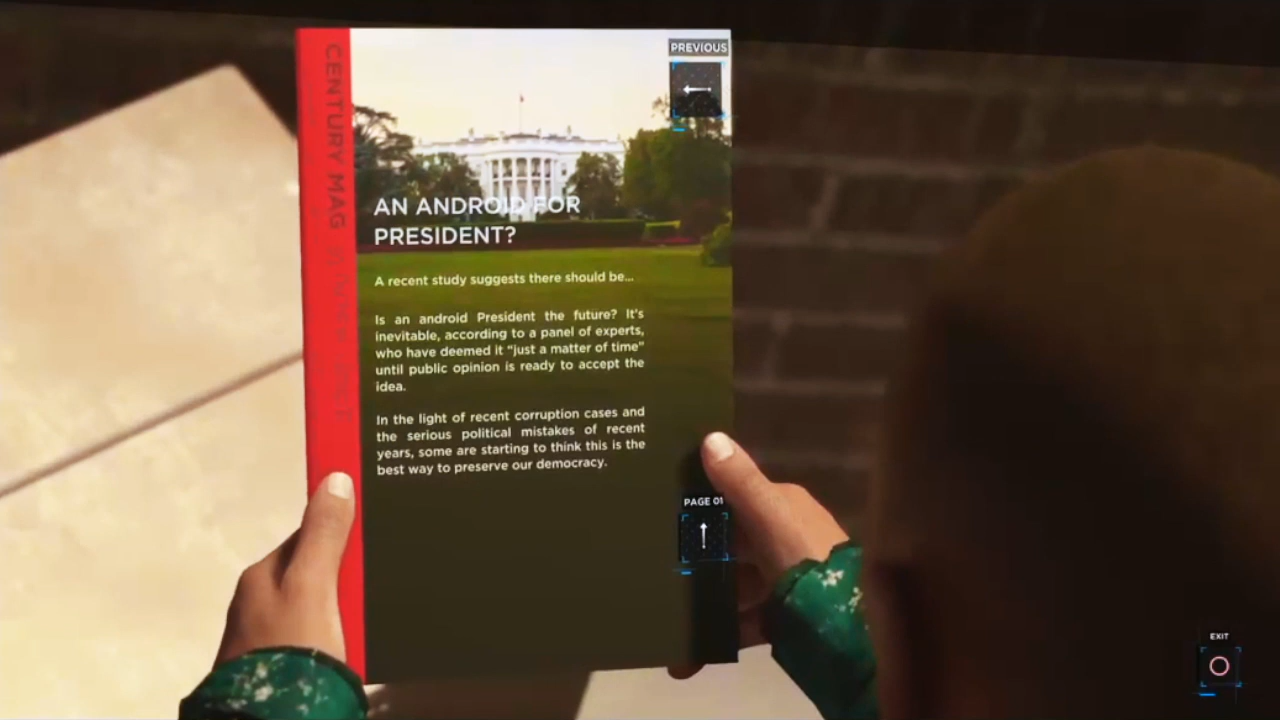 CENTURY MAG
PREVIOUS
AN ANDROID FOR
PRESIDENT?
A recent study suggests there should be...
Is an android President the future? It's
inevitable, according to a panel of experts,
who have deemed it "just a matter of time"
until public opinion is ready to accept the
idea.
In the light of recent corruption cases and
the serious political mistakes of recent
years, some are starting to think this is the
best way to preserve our democracy.
PAGE 01
EXIT